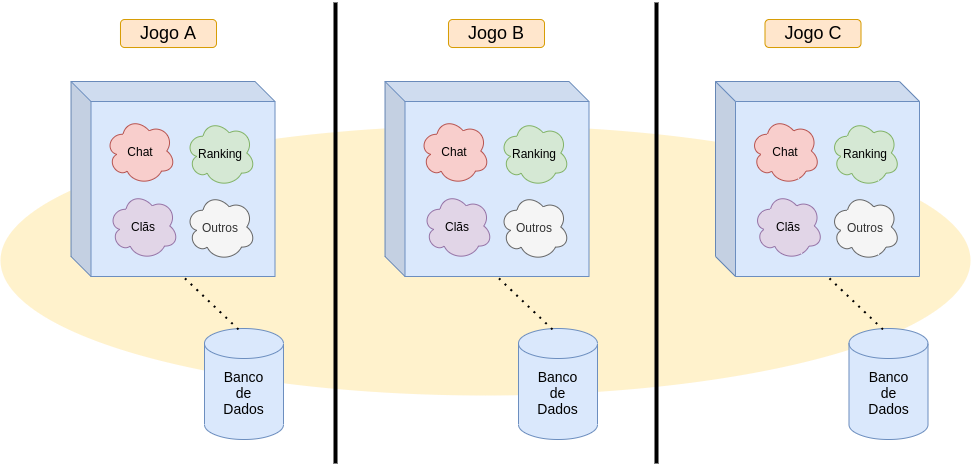 Jogo A
Jogo B
Jogo C
Chat
Ranking
Clãs
Outros
Chat
Ranking
Clãs
Outros
Chat
Ranking
Clãs
Outros
Banco
de
Dados
Banco
de
Dados
Banco
de
Dados